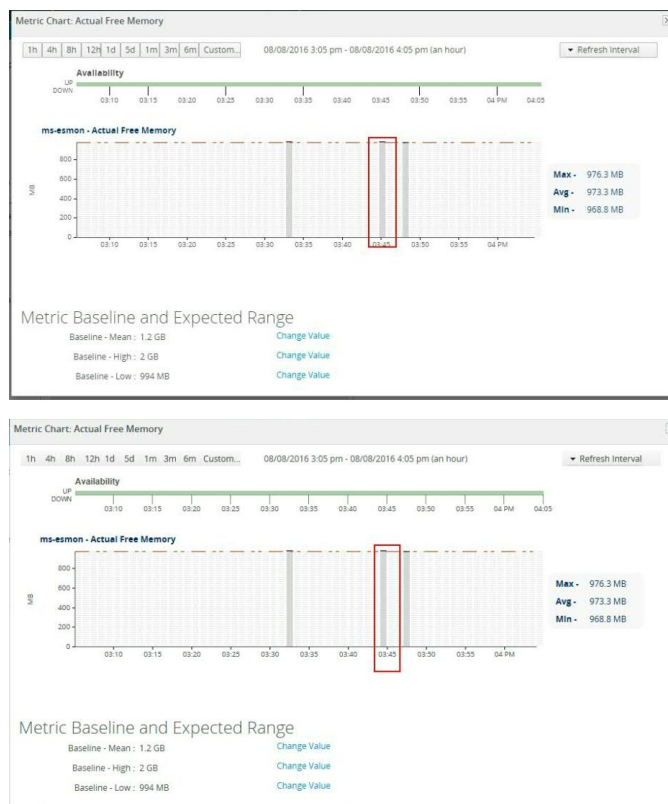 Metric Chart: Actual Free Memory
1h 4h 8h 12h 1d 5d 1m 3m 6m Custom... 08/08/2016 3:05 pm - 08/08/2016 4:05 pm (an hour) Refresh Interval
Availability
UP
DOWN
03:10 03:15 03:20 03:25 03:30 03:35 03:40 03:45 03:50 03:55 04 PM 04:05
ms-esmon - Actual Free Memory
800
600
400
200
0
MB
03:10 03:15 03:20 03:25 03:30 03:35 03:40 03:45 03:50 03:55 04 PM
Max - 976.3 MB
Avg - 973.3 MB
Min - 968.8 MB
Metric Baseline and Expected Range
Baseline - Mean : 1.2 GB Change Value
Baseline - High : 2 GB Change Value
Baseline - Low : 994 MB Change Value
Metric Chart: Actual Free Memory
1h 4h 8h 12h 1d 5d 1m 3m 6m Custom... 08/08/2016 3:05 pm - 08/08/2016 4:05 pm (an hour) Refresh Interval
Availability
UP
DOWN
03:10 03:15 03:20 03:25 03:30 03:35 03:40 03:45 03:50 03:55 04 PM 04:05
ms-esmon - Actual Free Memory
800
600
400
200
0
MB
03:10 03:15 03:20 03:25 03:30 03:35 03:40 03:45 03:50 03:55 04 PM
Max - 976.3 MB
Avg - 973.3 MB
Min - 968.8 MB
Metric Baseline and Expected Range
Baseline - Mean : 1.2 GB Change Value
Baseline - High : 2 GB Change Value
Baseline - Low : 994 MB Change Value